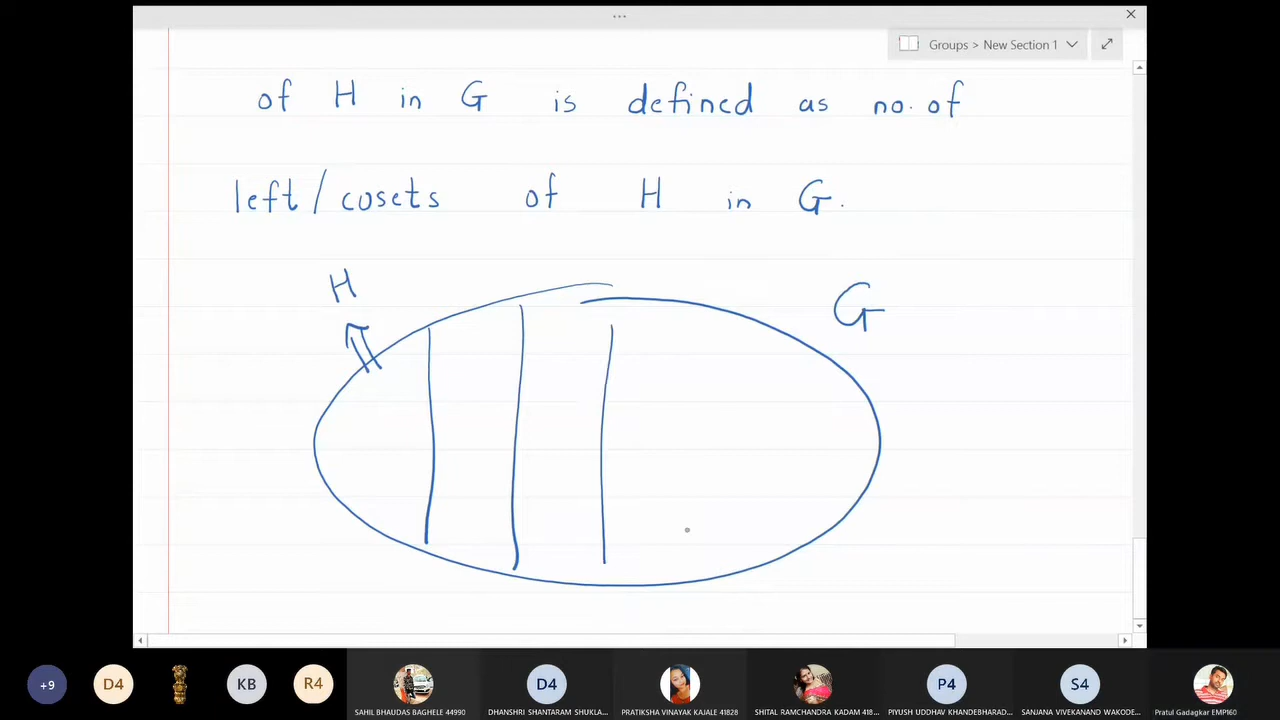 Groups > New Section 1
of H in G is defined as no. of
left/cosets of H in G.
H
G
+9
D4
KB
R4
D4
P4
S4
SAHIL BHAUDAS BAGHELE 44990
DHANSHRI SHANTARAM SHUKLA...
PRATIKSHA VINAYAK KAJALE 41828
SHITAL RAMCHANDRA KADAM 418...
PIYUSH UDDHAV KHANDEBHARAD...
SANJANA VIVEKANAND WAKODE...
Pratul Gadagkar EMP160